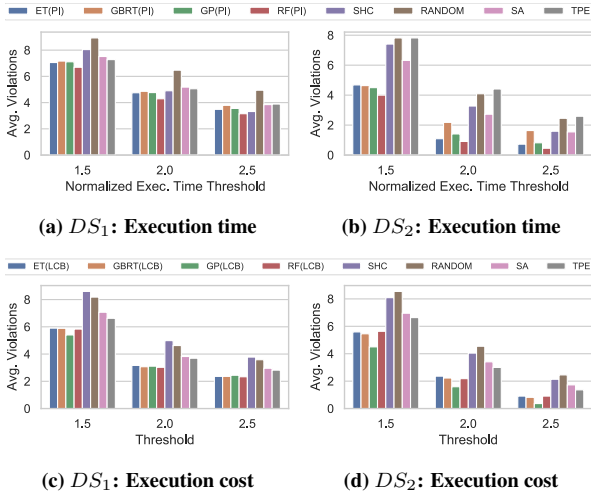 ET(PI) GBRT(PI) GP(PI) RF(PI) SHC RANDOM SA TPE
Avg. Violations
0 2 4 6 8
1.5 2.0 2.5
Normalized Exec. Time Threshold
(a) DS1: Execution time
Avg. Violations
0 2 4 6 8
1.5 2.0 2.5
Normalized Exec. Time Threshold
(b) DS2: Execution time
ET(LCB) GBRT(LCB) GP(LCB) RF(LCB) SHC RANDOM SA TPE
Avg. Violations
0 2 4 6 8
1.5 2.0 2.5
Threshold
(c) DS1: Execution cost
Avg. Violations
0 2 4 6 8
1.5 2.0 2.5
Threshold
(d) DS2: Execution cost